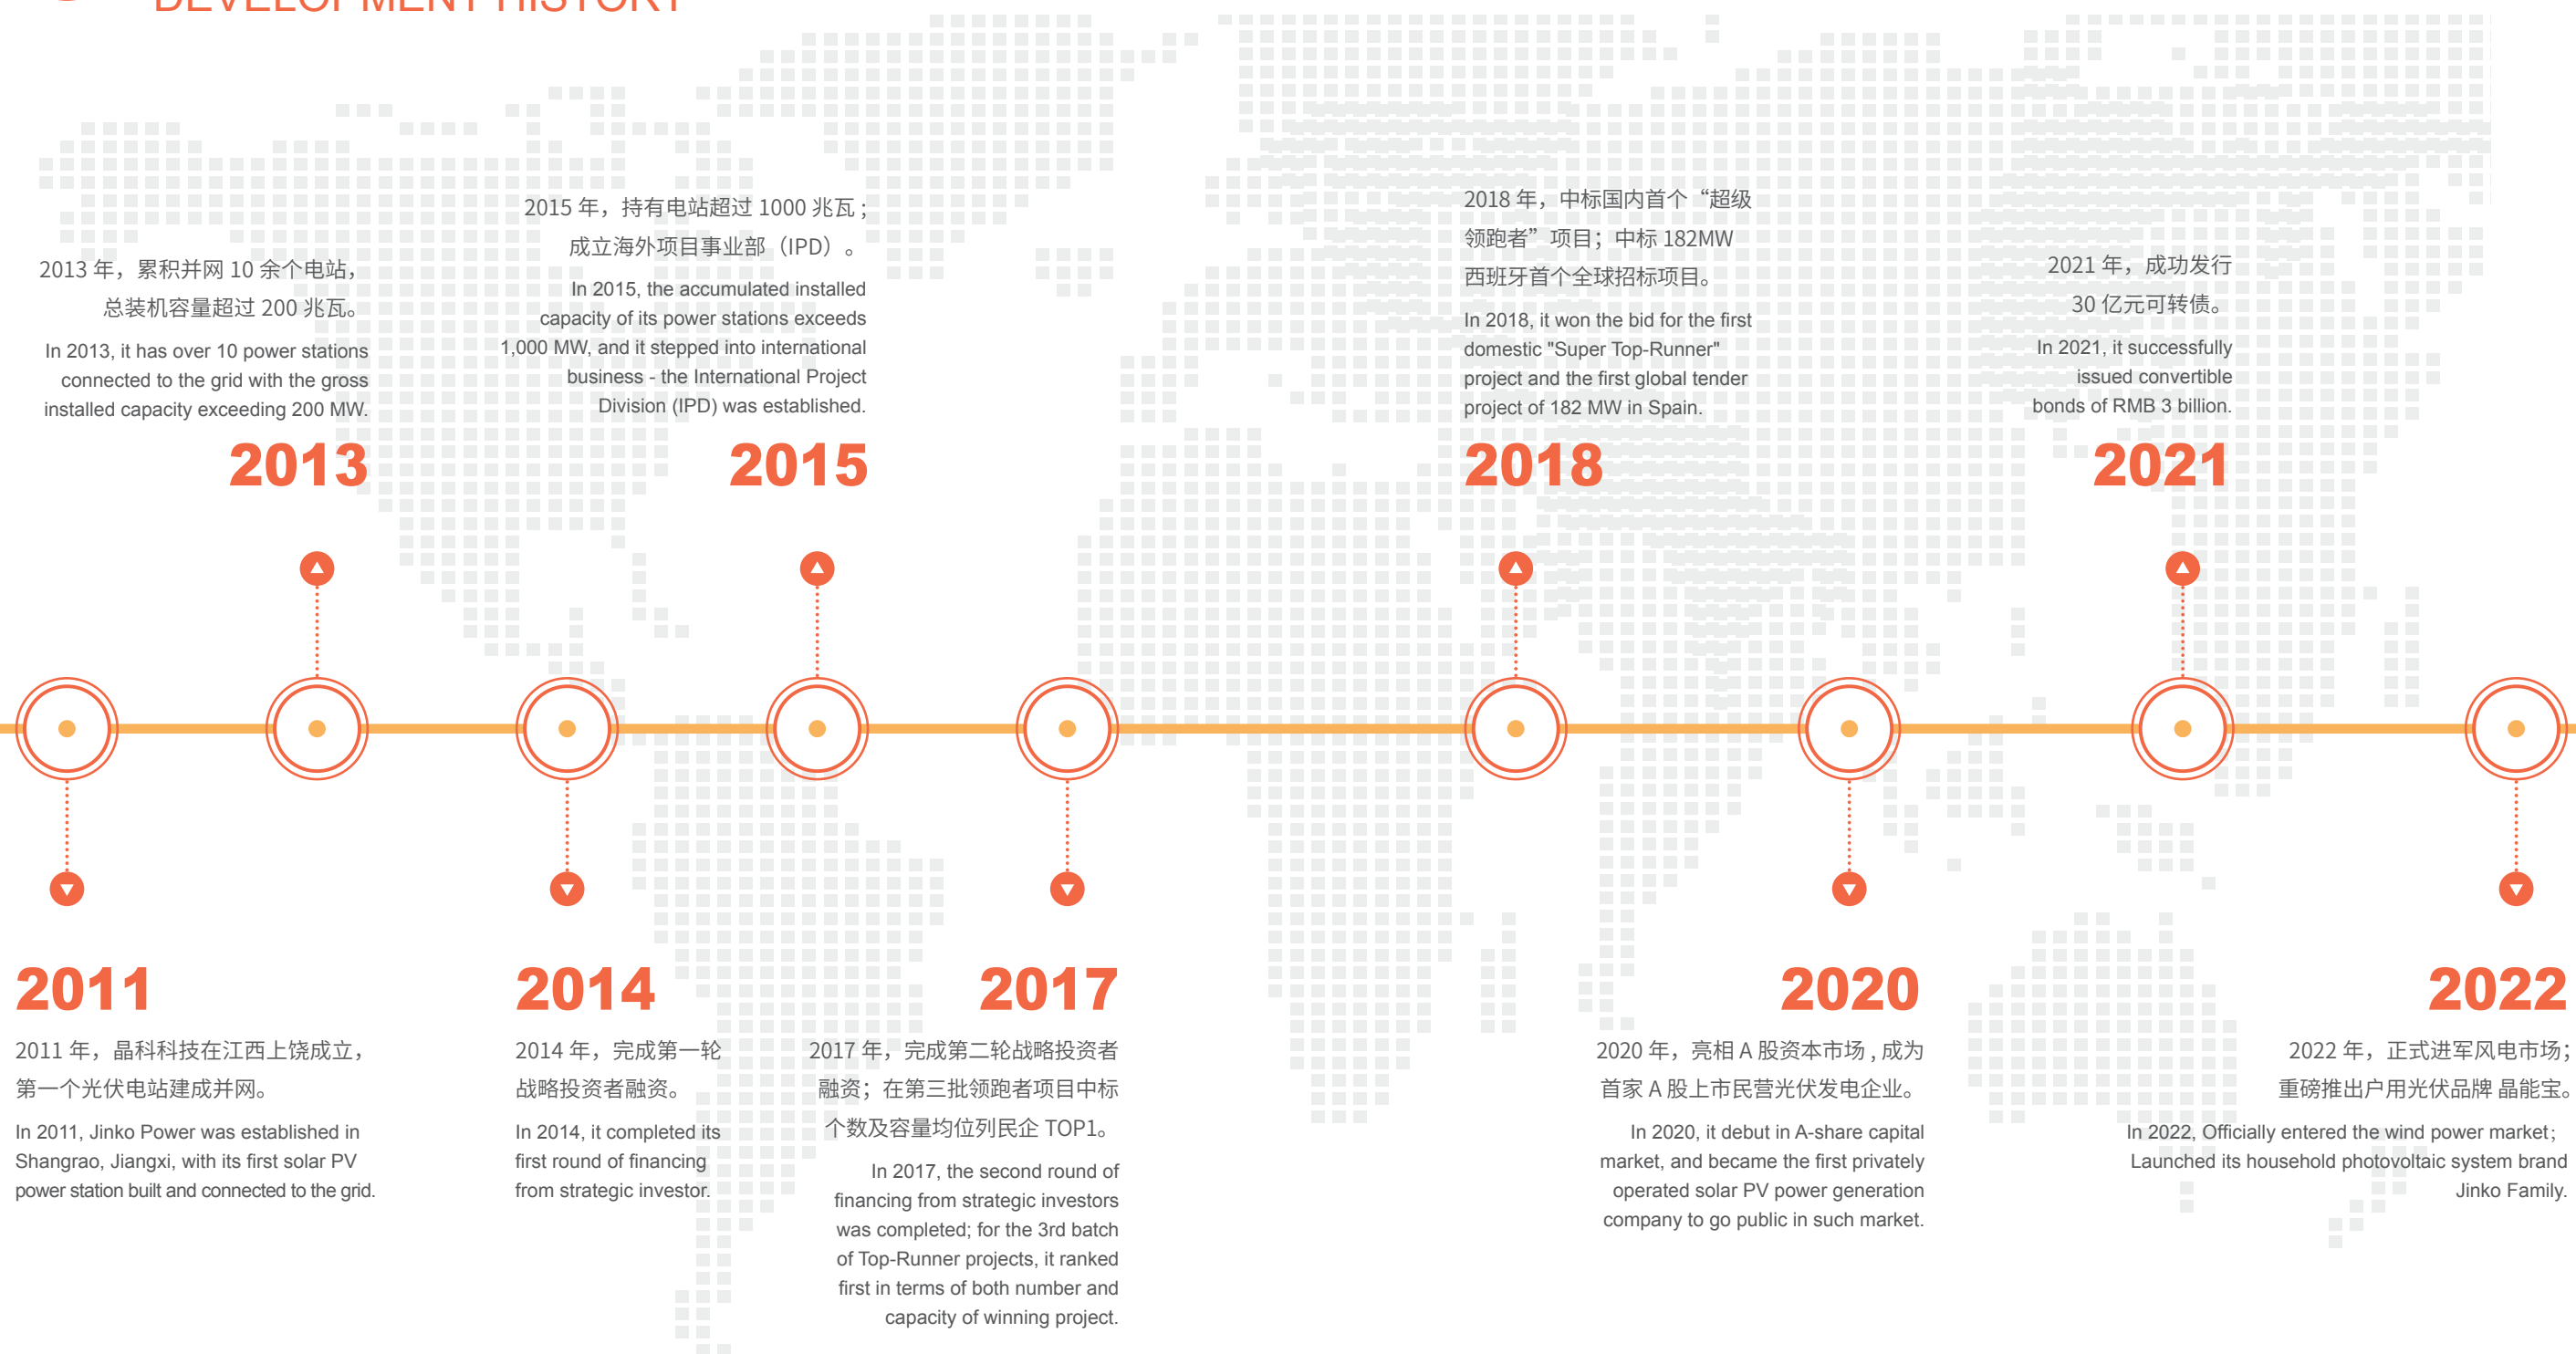 DEVELOPMENT HISTORY
2013 年，累积并网 10 余个电站，
总装机容量超过 200 兆瓦。
In 2013, it has over 10 power stations
connected to the grid with the gross
installed capacity exceeding 200 MW.
2013
2015 年，持有电站超过 1000 兆瓦 ;
成立海外项目事业部（IPD）。
In 2015, the accumulated installed
capacity of its power stations exceeds
1,000 MW, and it stepped into international
business - the International Project
Division (IPD) was established.
2015
2018 年，中标国内首个“超级
领跑者”项目；中标 182MW
西班牙首个全球招标项目。
In 2018, it won the bid for the first
domestic "Super Top-Runner"
project and the first global tender
project of 182 MW in Spain.
2018
2021 年，成功发行
30 亿元可转债。
In 2021, it successfully
issued convertible
bonds of RMB 3 billion.
2021
2011
2011 年，晶科科技在江西上饶成立，
第一个光伏电站建成并网。
In 2011, Jinko Power was established in
Shangrao, Jiangxi, with its first solar PV
power station built and connected to the grid.
2014
2014 年，完成第一轮
战略投资者融资。
In 2014, it completed its
first round of financing
from strategic investor.
2017
2017 年，完成第二轮战略投资者
融资；在第三批领跑者项目中标
个数及容量均位列民企 TOP1。
In 2017, the second round of
financing from strategic investors
was completed; for the 3rd batch
of Top-Runner projects, it ranked
first in terms of both number and
capacity of winning project.
2020
2020 年，亮相 A 股资本市场 , 成为
首家 A 股上市民营光伏发电企业。
In 2020, it debut in A-share capital
market, and became the first privately
operated solar PV power generation
company to go public in such market.
2022
2022 年，正式进军风电市场；
重磅推出户用光伏品牌 晶能宝。
In 2022, Officially entered the wind power market；
Launched its household photovoltaic system brand
Jinko Family.